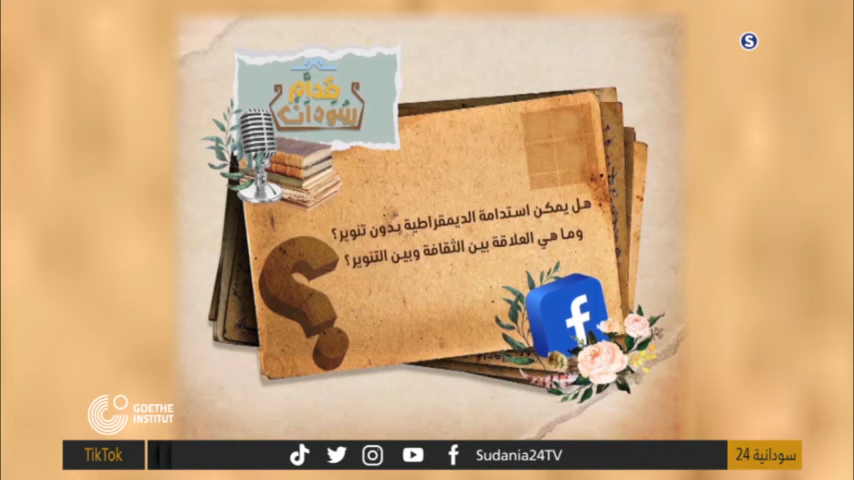 S
قدام
سودانا
هل يمكن استدامة الديمقراطية بدون تنوير؟
وما هي العلاقة بين الثقافة وبين التنوير؟
f
GOETHE
INSTITUT
TikTok
Sudania24TV
سودانية 24